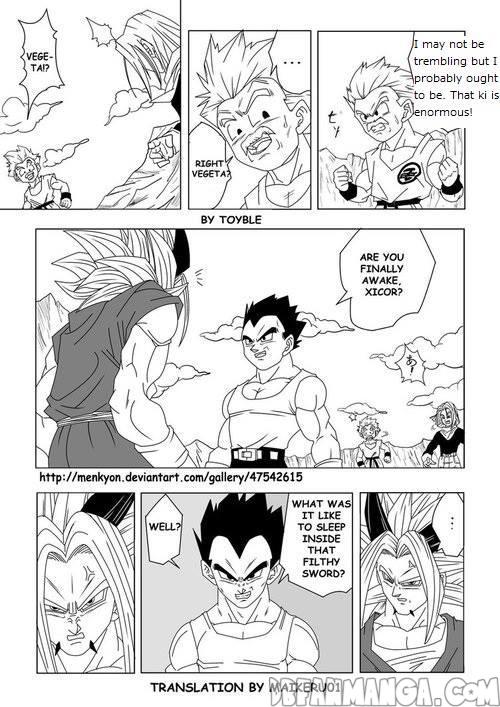 I may not be
trembling but I
probably ought
to be. That ki is
enormous!
...
RIGHT
VEGETA?
VEGE-
TA!?
BY TOYBLE
ARE YOU
FINALLY
AWAKE,
XICOR?
あ!
http://menkyon.deviantart.com/gallery/47542615
...
WHAT WAS
IT LIKE
TO SLEEP
INSIDE
THAT
FILTHY
SWORD?
WELL?
TRANSLATION BY MAIKERU01
DBFANMANGA.COM